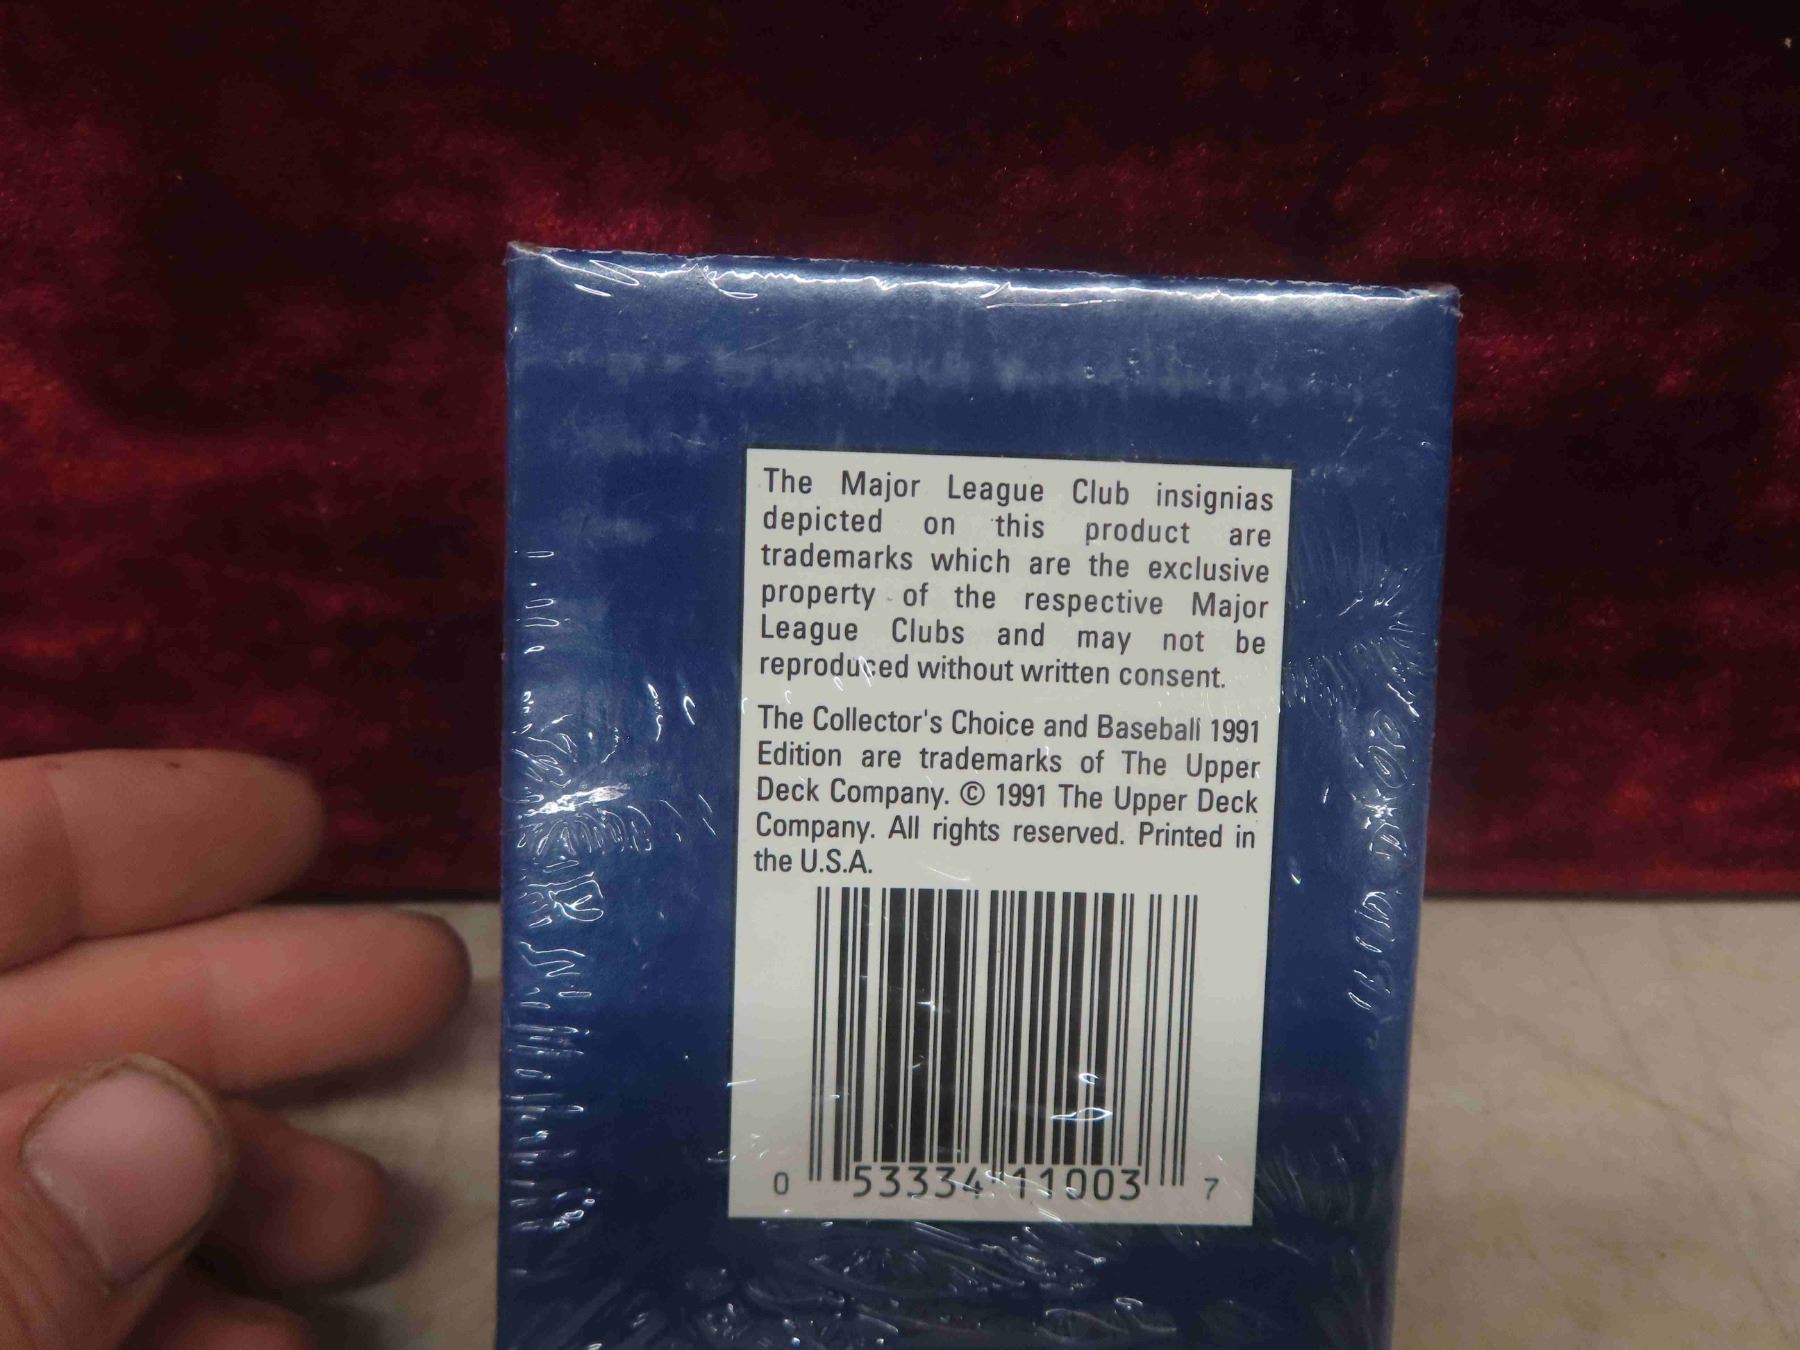 The Major League Club insignias
depicted on this product are
trademarks which are the exclusive
property of the respective Major
League Clubs and may not be
reproduced without written consent.
The Collector's Choice and Baseball 1991
Edition are trademarks of The Upper
Deck Company. © 1991 The Upper Deck
Company. All rights reserved. Printed in
the U.S.A.
0 53334 11003 7